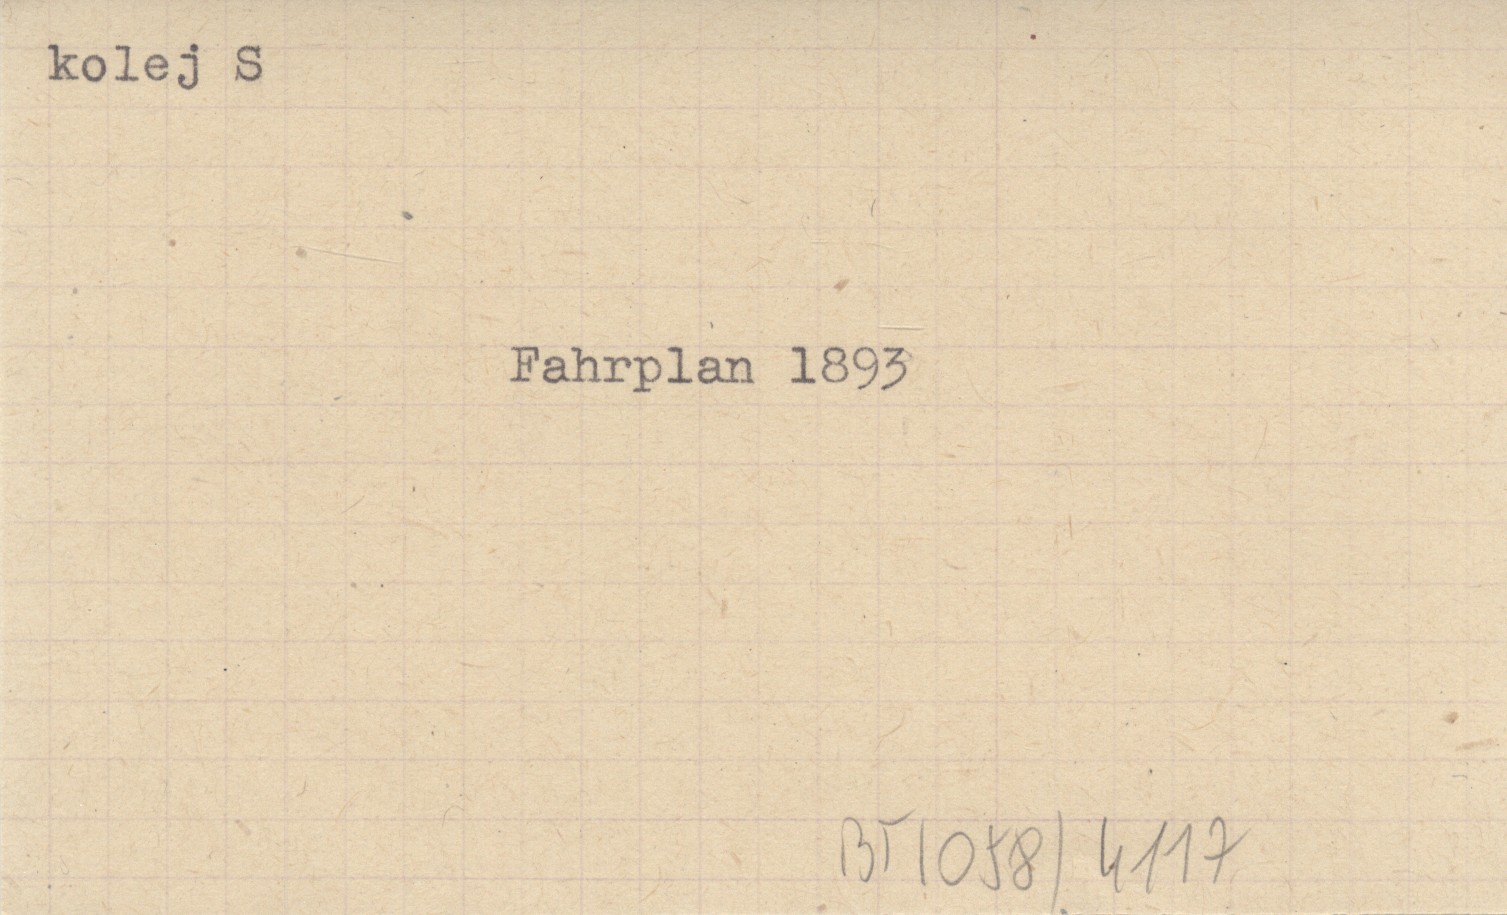 kolej S
Fahrplan 1893
BT (058) 4117